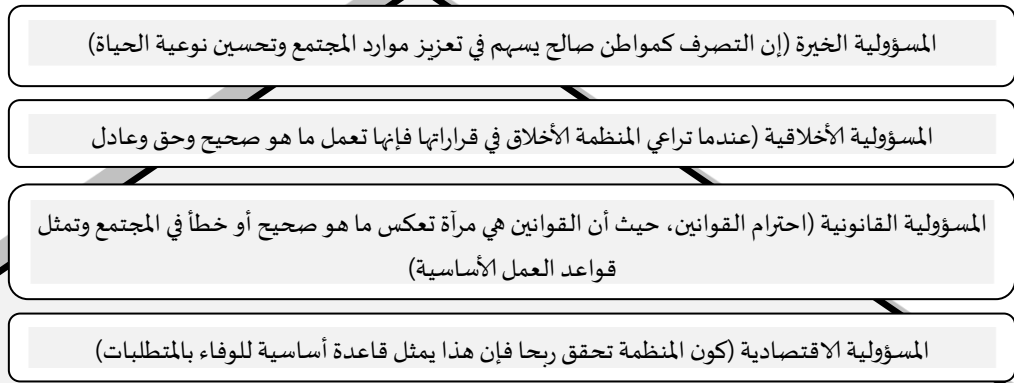 المسؤولية الخيرة (إن التصرف كمواطن صالح يسهم في تعزيز موارد المجتمع وتحسين نوعية الحياة)
المسؤولية الأخلاقية (عندما تراعي المنظمة الأخلاق في قراراتها فإنها تعمل ما هو صحيح وحق وعادل
المسؤولية القانونية (احترام القوانين، حيث أن القوانين هي مرآة تعكس ما هو صحيح أو خطأ في المجتمع وتمثل
قواعد العمل الأساسية)
المسؤولية الاقتصادية (كون المنظمة تحقق ربحا فإن هذا يمثل قاعدة أساسية للوفاء بالمتطلبات)